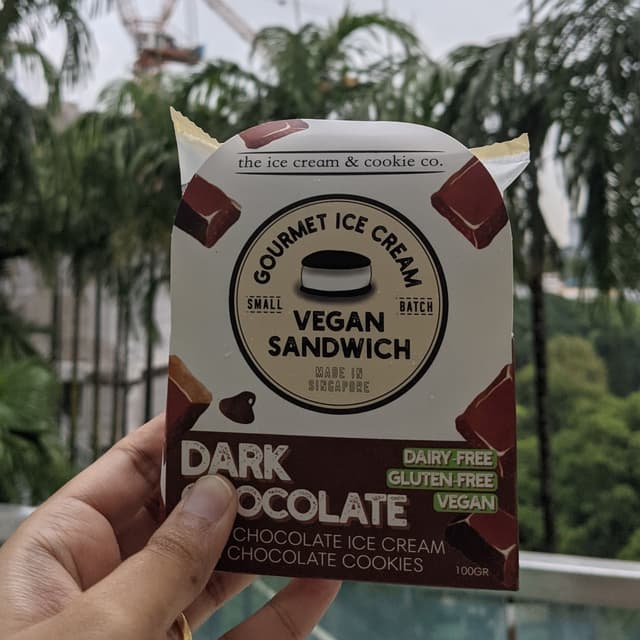 the ice cream & cookie co.
GOURMET ICE CREAM
SMALL
BATCH
VEGAN
SANDWICH
MADE IN
SINGAPORE
DARK
OCOLATE
CHOCOLATE ICE CREAM
CHOCOLATE COOKIES
DAIRY-FREE
GLUTEN-FREE
VEGAN
100GR